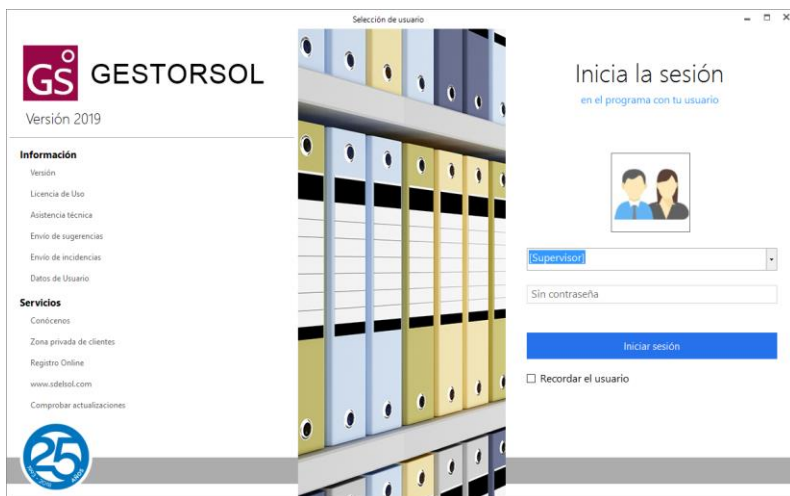 Selección de usuario
GS GESTORSOL
Versión 2019
Información
Versión
Licencia de Uso
Asistencia técnica
Envío de sugerencias
Envío de incidencias
Datos de Usuario
Servicios
Conócenos
Zona privada de clientes
Registro Online
www.sdelsol.com
Comprobar actualizaciones
25
AÑOS
Inicia la sesión
en el programa con tu usuario
[Supervisor]
Sin contraseña
Iniciar sesión
Recordar el usuario